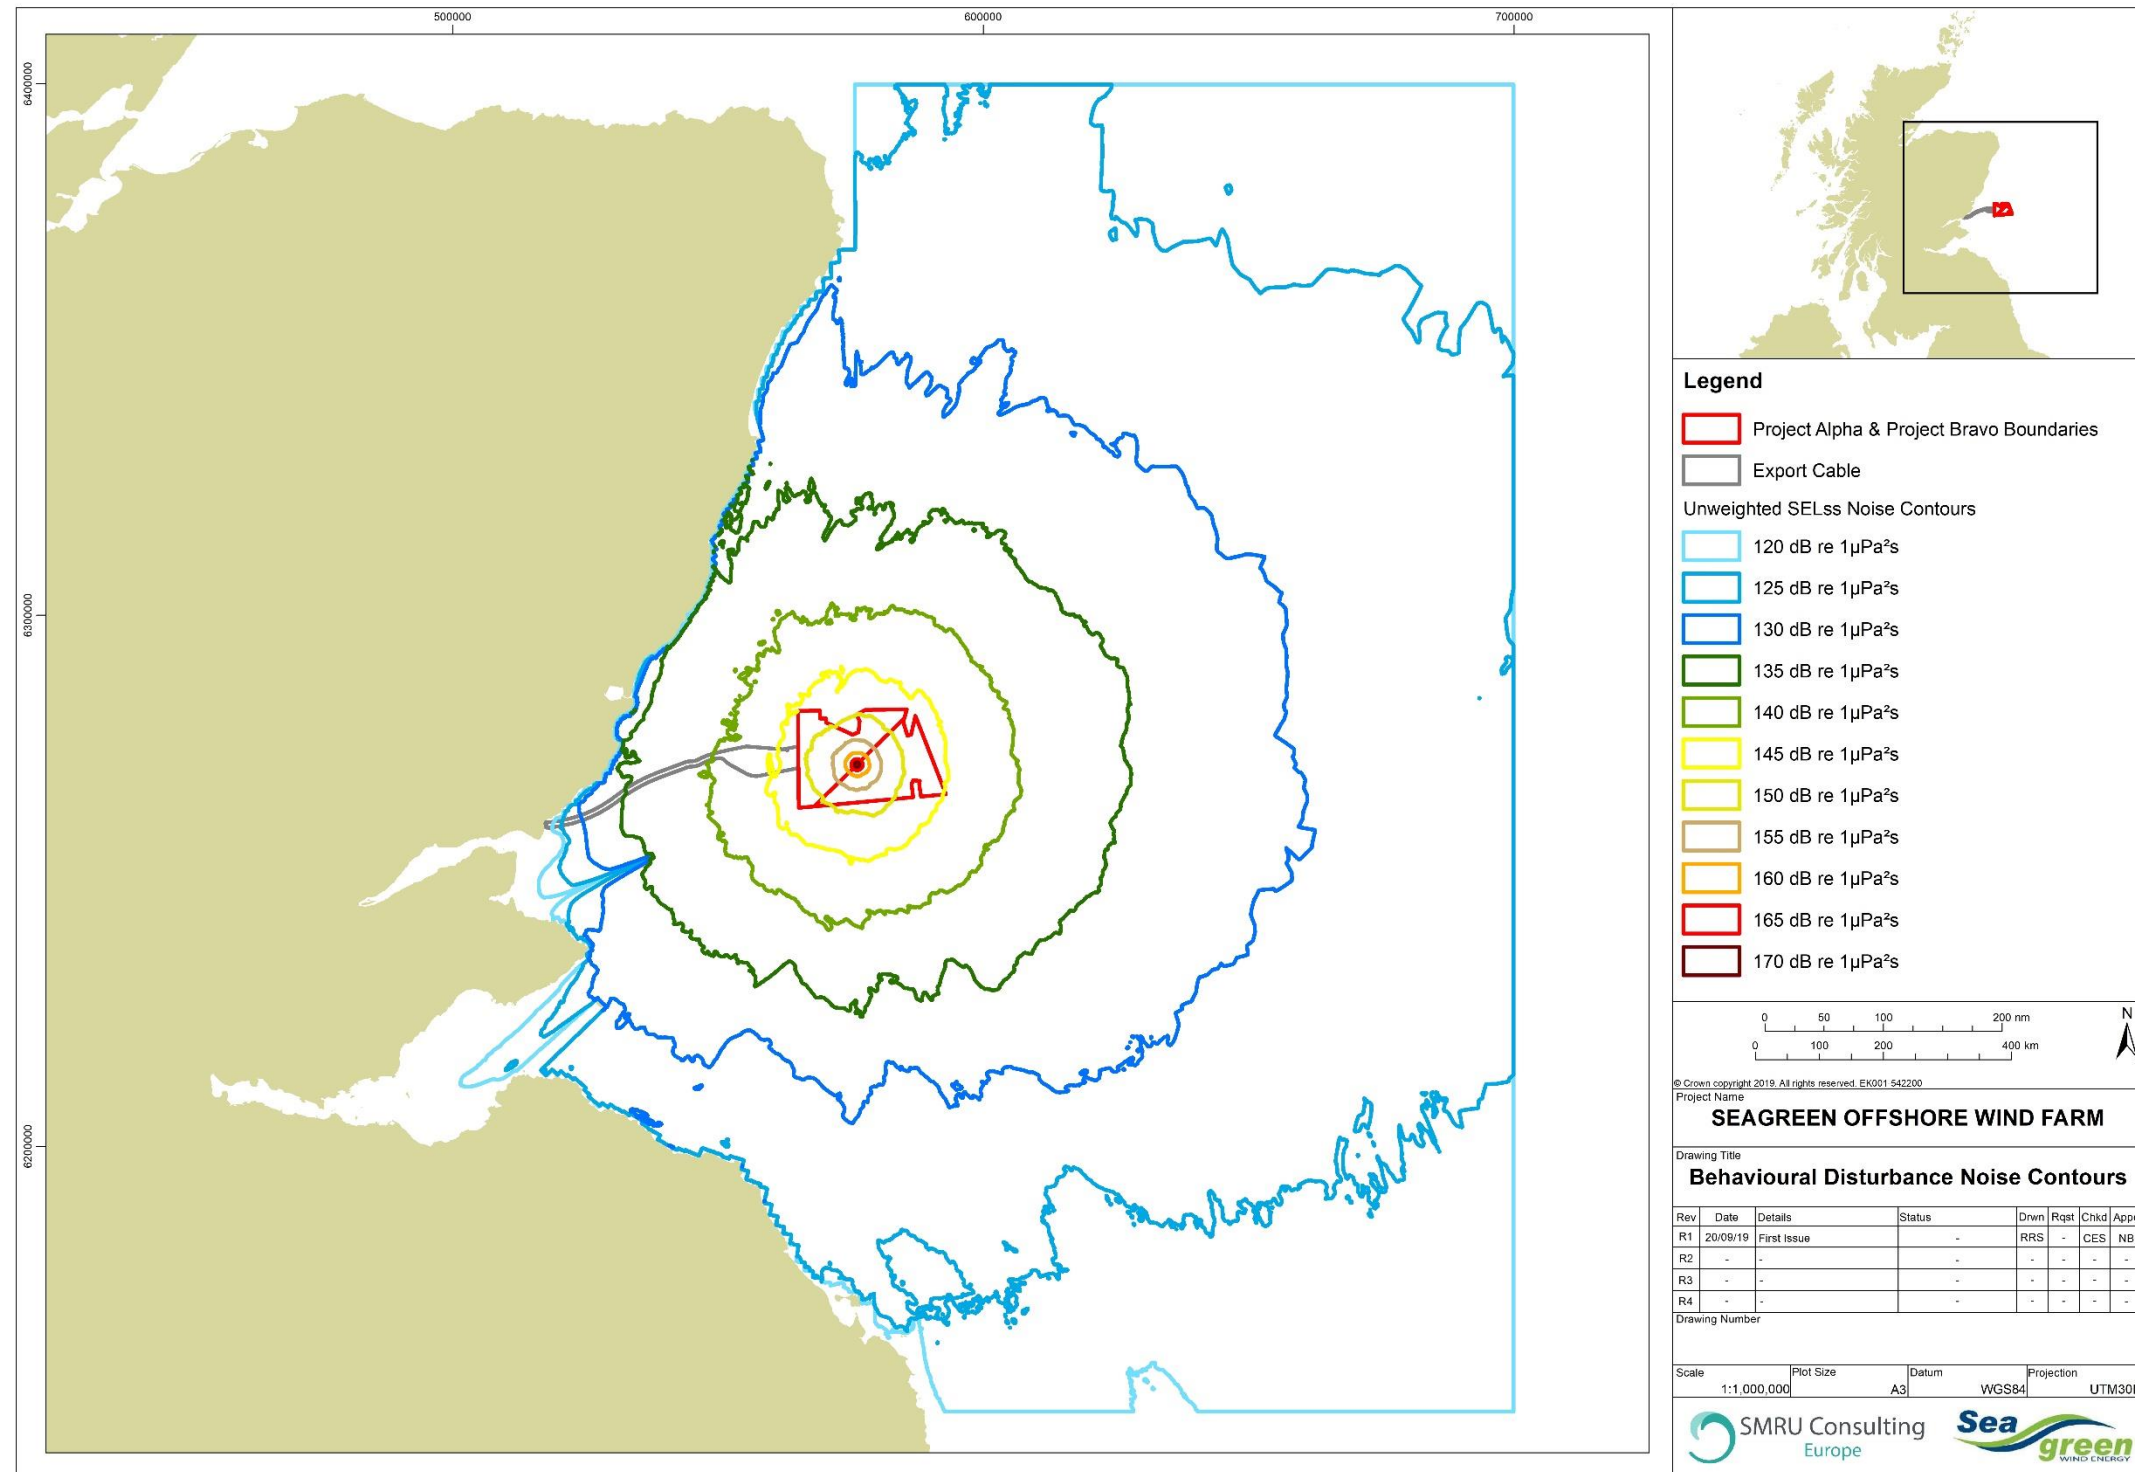 500000 600000 700000
6400000
6300000
6200000
Legend
Project Alpha & Project Bravo Boundaries
Export Cable
Unweighted SELss Noise Contours
120 dB re 1µPa²s
125 dB re 1µPa²s
130 dB re 1µPa²s
135 dB re 1µPa²s
140 dB re 1µPa²s
145 dB re 1µPa²s
150 dB re 1µPa²s
155 dB re 1µPa²s
160 dB re 1µPa²s
165 dB re 1µPa²s
170 dB re 1µPa²s
0 50 100 200 nm
0 100 200 400 km
N
© Crown copyright 2019. All rights reserved. EK001 542200
Project Name
SEAGREEN OFFSHORE WIND FARM
Drawing Title
Behavioural Disturbance Noise Contours
Rev Date Details Status Drwn Rqst Chkd App
R1 20/09/19 First Issue - RRS - CES NB
R2 - - - - - - -
R3 - - - - - - -
R4 - - - - - - -
Drawing Number
Scale Plot Size Datum Projection
1:1,000,000 A3 WGS84 UTM30
SMRU Consulting
Europe
Sea
green
WIND ENERGY